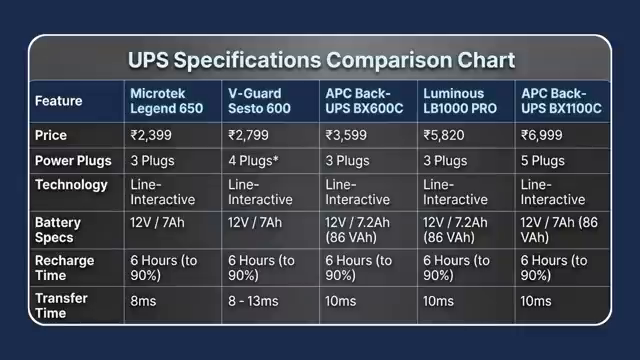 UPS Specifications Comparison Chart
Feature Microtek Legend 650 V-Guard Sesto 600 APC Back-UPS BX600C Luminous LB1000 PRO APC Back-UPS BX1100C
Price ₹2,399 ₹2,799 ₹3,599 ₹5,820 ₹6,999
Power Plugs 3 Plugs 4 Plugs* 3 Plugs 3 Plugs 5 Plugs
Technology Line-Interactive Line-Interactive Line-Interactive Line-Interactive Line-Interactive
Battery Specs 12V / 7Ah 12V / 7Ah 12V / 7.2Ah (86 VAh) 12V / 7.2Ah (86 VAh) 12V / 7Ah (86 VAh)
Recharge Time 6 Hours (to 90%) 6 Hours (to 90%) 6 Hours (to 90%) 6 Hours (to 90%) 6 Hours (to 90%)
Transfer Time 8ms 8 - 13ms 10ms 10ms 10ms